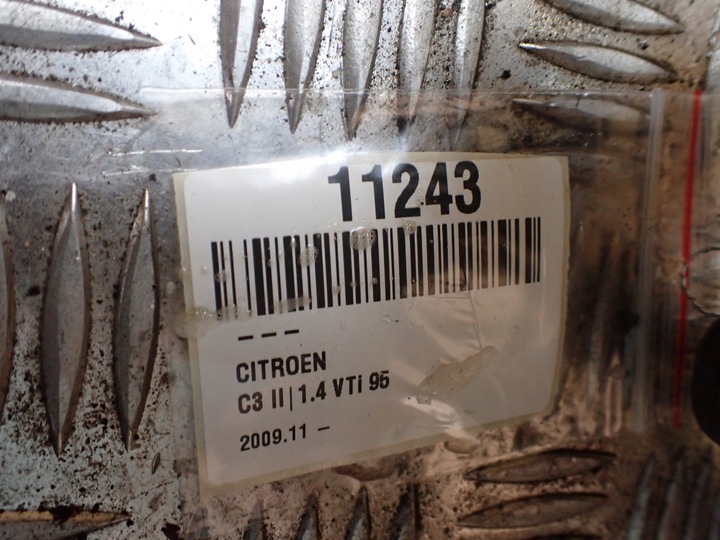 11243
– – –
CITROEN
C3 II | 1.4 VTi 95
2009.11 –